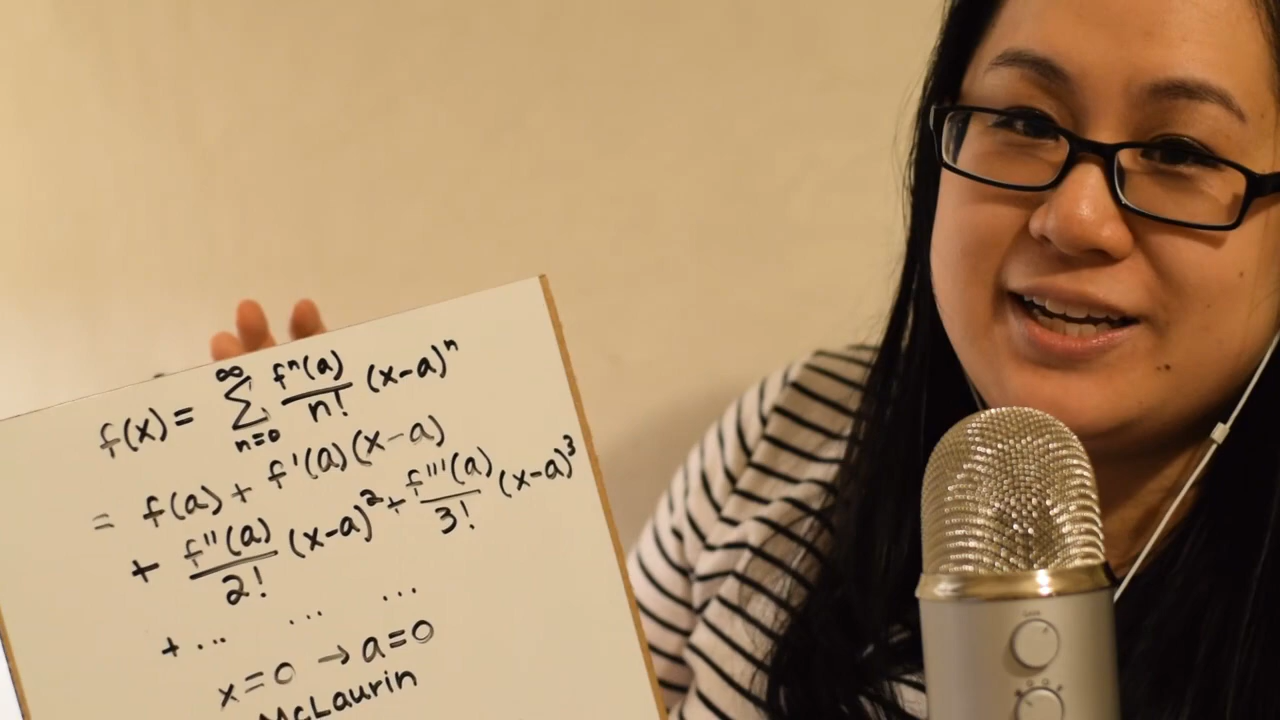 f(x) = ∞ Σ n=0 fⁿ(a)/n! (x-a)ⁿ
= f(a) + f'(a)(x-a)
+ f''(a)/2! (x-a)² + f'''(a)/3! (x-a)³
+ ... ... ...
x=0 → a=0
McLaurin